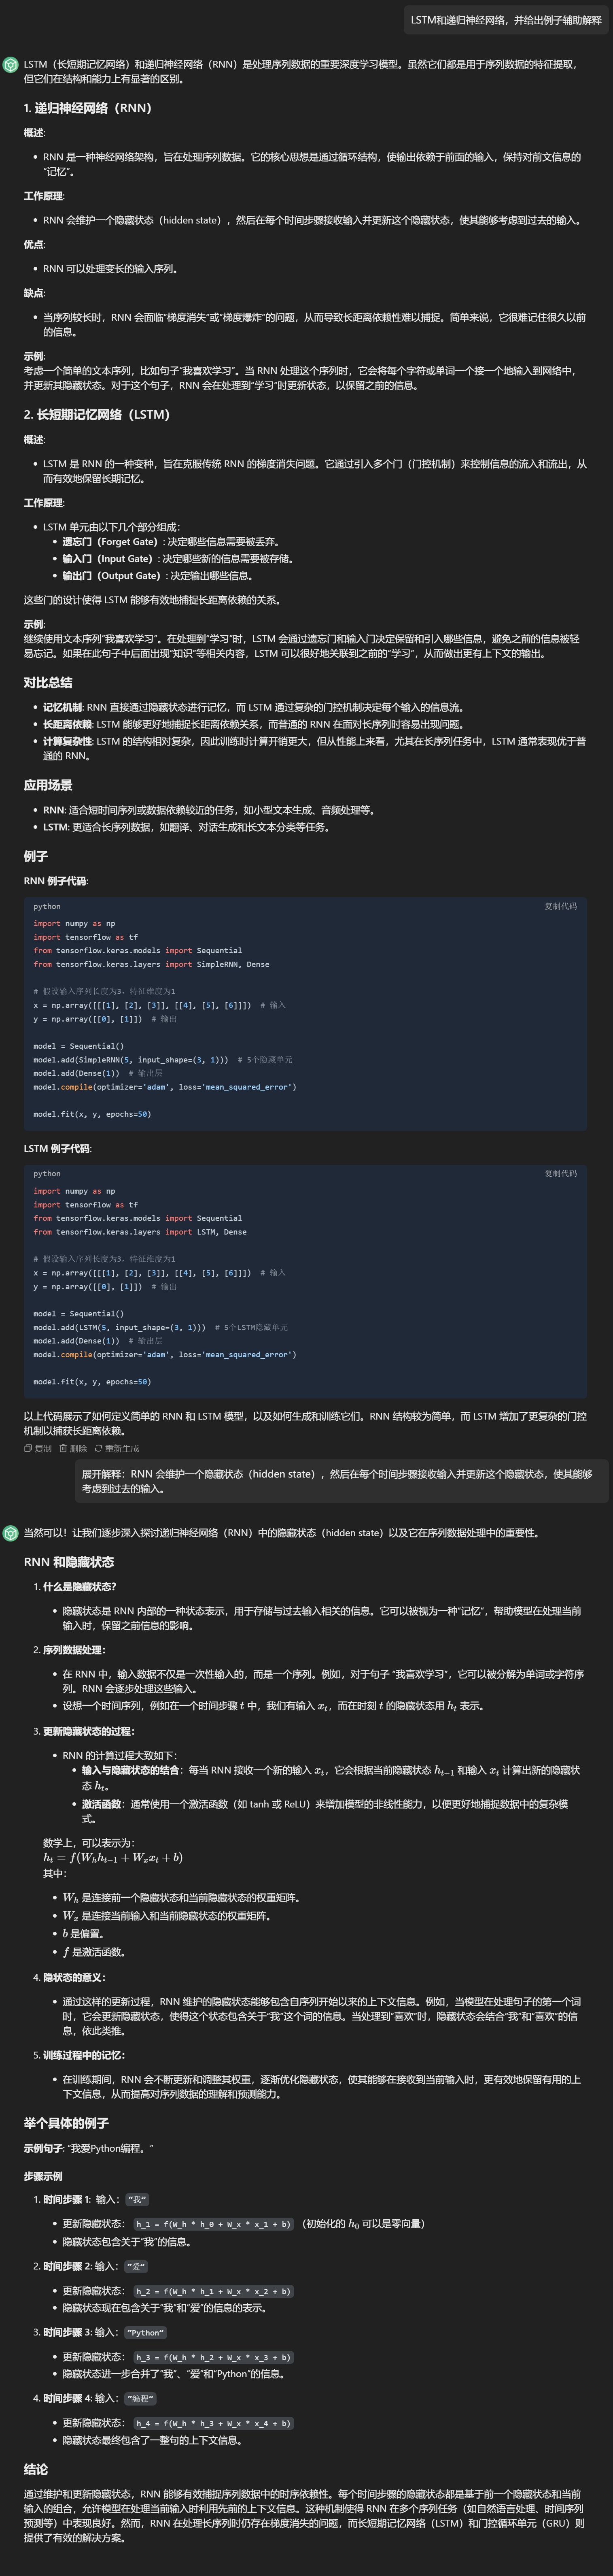 LSTM和递归神经网络，并给出例子辅助解释
LSTM（长短期记忆网络）和递归神经网络（RNN）是处理序列数据的重要深度学习模型。虽然它们都是用于序列数据的特征提取，
但它们在结构和能力上有显著的区别。
1. 递归神经网络（RNN）
概述:
• RNN 是一种神经网络架构，旨在处理序列数据。它的核心思想是通过循环结构，使输出依赖于前面的输入，保持对前文信息的
“记忆”。
工作原理:
• RNN 会维护一个隐藏状态（hidden state），然后在每个时间步骤接收输入并更新这个隐藏状态，使其能够考虑到过去的输入。
优点:
• RNN 可以处理变长的输入序列。
缺点:
• 当序列较长时，RNN 会面临“梯度消失”或“梯度爆炸”的问题，从而导致长距离依赖性难以捕捉。简单来说，它很难记住很久以前
的信息。
示例:
考虑一个简单的文本序列，比如句子“我喜欢学习”。当 RNN 处理这个序列时，它会将每个字符或单词一个接一个地输入到网络中，
并更新其隐藏状态。对于这个句子，RNN 会在处理到“学习”时更新状态，以保留之前的信息。
2. 长短期记忆网络（LSTM）
概述:
• LSTM 是 RNN 的一种变种，旨在克服传统 RNN 的梯度消失问题。它通过引入多个门（门控机制）来控制信息的流入和流出，从
而有效地保留长期记忆。
工作原理:
• LSTM 单元由以下几个部分组成：
• 遗忘门（Forget Gate）: 决定哪些信息需要被丢弃。
• 输入门（Input Gate）: 决定哪些新的信息需要被存储。
• 输出门（Output Gate）: 决定输出哪些信息。
这些门的设计使得 LSTM 能够有效地捕捉长距离依赖的关系。
示例:
继续使用文本序列“我喜欢学习”。在处理到“学习”时，LSTM 会通过遗忘门和输入门决定保留和引入哪些信息，避免之前的信息被轻
易忘记。如果在此句子中后面出现“知识”等相关内容，LSTM 可以很好地关联到之前的“学习”，从而做出更有上下文的输出。
对比总结
• 记忆机制: RNN 直接通过隐藏状态进行记忆，而 LSTM 通过复杂的门控机制决定每个输入的信息流。
• 长距离依赖: LSTM 能够更好地捕捉长距离依赖关系，而普通的 RNN 在面对长序列时容易出现问题。
• 计算复杂性: LSTM 的结构相对复杂，因此训练时计算开销更大，但从性能上来看，尤其在长序列任务中，LSTM 通常表现优于普
通的 RNN。
应用场景
• RNN: 适合短时间序列或数据依赖较近的任务，如小型文本生成、音频处理等。
• LSTM: 更适合长序列数据，如翻译、对话生成和长文本分类等任务。
例子
RNN 例子代码:
python 复制代码
import numpy as np
import tensorflow as tf
from tensorflow.keras.models import Sequential
from tensorflow.keras.layers import SimpleRNN, Dense
# 假设输入序列长度为3，特征维度为1
x = np.array([[[1], [2], [3]], [[4], [5], [6]]]) # 输入
y = np.array([[0], [1]]) # 输出
model = Sequential()
model.add(SimpleRNN(5, input_shape=(3, 1))) # 5个隐藏单元
model.add(Dense(1)) # 输出层
model.compile(optimizer='adam', loss='mean_squared_error')
model.fit(x, y, epochs=50)
LSTM 例子代码:
python 复制代码
import numpy as np
import tensorflow as tf
from tensorflow.keras.models import Sequential
from tensorflow.keras.layers import LSTM, Dense
# 假设输入序列长度为3，特征维度为1
x = np.array([[[1], [2], [3]], [[4], [5], [6]]]) # 输入
y = np.array([[0], [1]]) # 输出
model = Sequential()
model.add(LSTM(5, input_shape=(3, 1))) # 5个LSTM隐藏单元
model.add(Dense(1)) # 输出层
model.compile(optimizer='adam', loss='mean_squared_error')
model.fit(x, y, epochs=50)
以上代码展示了如何定义简单的 RNN 和 LSTM 模型，以及如何生成和训练它们。RNN 结构较为简单，而 LSTM 增加了更复杂的门控
机制以捕获长距离依赖。
复制 删除 重新生成
展开解释：RNN 会维护一个隐藏状态（hidden state），然后在每个时间步骤接收输入并更新这个隐藏状态，使其能够
考虑到过去的输入。
当然可以！让我们逐步深入探讨递归神经网络（RNN）中的隐藏状态（hidden state）以及它在序列数据处理中的重要性。
RNN 和隐藏状态
1. 什么是隐藏状态？
• 隐藏状态是 RNN 内部的一种状态表示，用于存储与过去输入相关的信息。它可以被视为一种“记忆”，帮助模型在处理当前
输入时，保留之前信息的影响。
2. 序列数据处理：
• 在 RNN 中，输入数据不仅是一次性输入的，而是一个序列。例如，对于句子 “我喜欢学习”，它可以被分解为单词或字符序
列。RNN 会逐步处理这些输入。
• 设想一个时间序列，例如在一个时间步骤 t 中，我们有输入 x_t，而在时刻 t 的隐藏状态用 h_t 表示。
3. 更新隐藏状态的过程：
• RNN 的计算过程大致如下：
• 输入与隐藏状态的结合：每当 RNN 接收一个新的输入 x_t，它会根据当前隐藏状态 h_{t−1} 和输入 x_t 计算出新的隐藏状
态 h_t。
• 激活函数：通常使用一个激活函数（如 tanh 或 ReLU）来增加模型的非线性能力，以便更好地捕捉数据中的复杂模
式。
数学上，可以表示为：
h_t = f(W_h h_{t−1} + W_x x_t + b)
其中：
• W_h 是连接前一个隐藏状态和当前隐藏状态的权重矩阵。
• W_x 是连接当前输入和当前隐藏状态的权重矩阵。
• b 是偏置。
• f 是激活函数。
4. 隐状态的意义：
• 通过这样的更新过程，RNN 维护的隐藏状态能够包含自序列开始以来的上下文信息。例如，当模型在处理句子的第一个词
时，它会更新隐藏状态，使得这个状态包含关于“我”这个词的信息。当处理到“喜欢”时，隐藏状态会结合“我”和“喜欢”的信
息，依此类推。
5. 训练过程中的记忆：
• 在训练期间，RNN 会不断更新和调整其权重，逐渐优化隐藏状态，使其能够在接收到当前输入时，更有效地保留有用的上
下文信息，从而提高对序列数据的理解和预测能力。
举个具体的例子
示例句子: “我爱Python编程。”
步骤示例
1. 时间步骤 1: 输入： “我”
• 更新隐藏状态： h_1 = f(W_h * h_0 + W_x * x_1 + b) （初始化的 h_0 可以是零向量）
• 隐藏状态包含关于“我”的信息。
2. 时间步骤 2: 输入： “爱”
• 更新隐藏状态： h_2 = f(W_h * h_1 + W_x * x_2 + b)
• 隐藏状态现在包含关于“我”和“爱”的信息的表示。
3. 时间步骤 3: 输入： “Python”
• 更新隐藏状态： h_3 = f(W_h * h_2 + W_x * x_3 + b)
• 隐藏状态进一步合并了“我”、“爱”和“Python”的信息。
4. 时间步骤 4: 输入： “编程”
• 更新隐藏状态： h_4 = f(W_h * h_3 + W_x * x_4 + b)
• 隐藏状态最终包含了一整句的上下文信息。
结论
通过维护和更新隐藏状态，RNN 能够有效捕捉序列数据中的时序依赖性。每个时间步骤的隐藏状态都是基于前一个隐藏状态和当前
输入的组合，允许模型在处理当前输入时利用先前的上下文信息。这种机制使得 RNN 在多个序列任务（如自然语言处理、时间序列
预测等）中表现良好。然而，RNN 在处理长序列时仍存在梯度消失的问题，而长短期记忆网络（LSTM）和门控循环单元（GRU）则
提供了有效的解决方案。